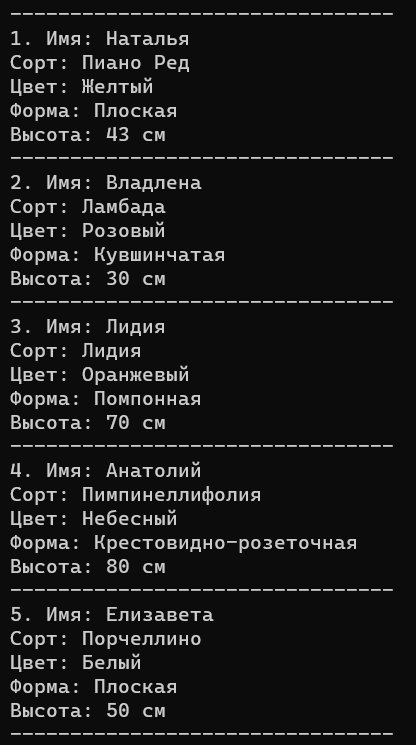 --------------------------------
1. Имя: Наталья
Сорт: Пиано Ред
Цвет: Желтый
Форма: Плоская
Высота: 43 см
--------------------------------
2. Имя: Владлена
Сорт: Ламбада
Цвет: Розовый
Форма: Кувшинчатая
Высота: 30 см
--------------------------------
3. Имя: Лидия
Сорт: Лидия
Цвет: Оранжевый
Форма: Помпонная
Высота: 70 см
--------------------------------
4. Имя: Анатолий
Сорт: Пимпинеллифолия
Цвет: Небесный
Форма: Крестовидно-розеточная
Высота: 80 см
--------------------------------
5. Имя: Елизавета
Сорт: Порчеллино
Цвет: Белый
Форма: Плоская
Высота: 50 см
--------------------------------